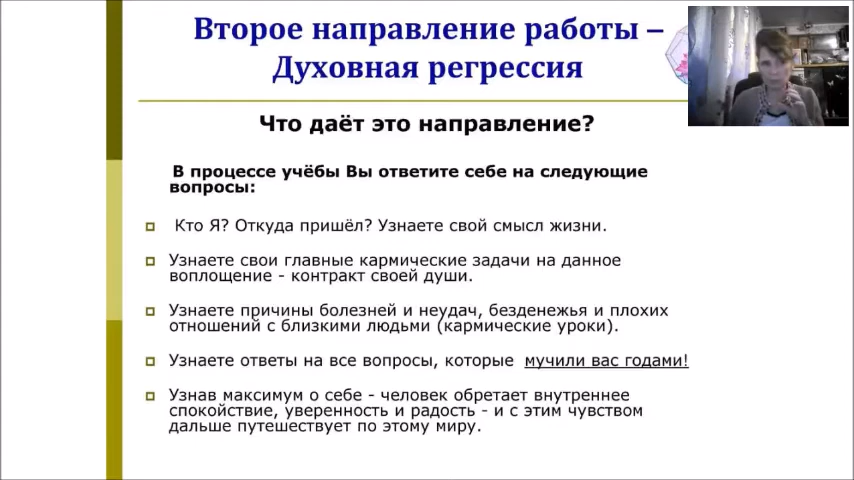 Второе направление работы –
Духовная регрессия
Что даёт это направление?
В процессе учёбы Вы ответите себе на следующие
вопросы:
Кто Я? Откуда пришёл? Узнаете свой смысл жизни.
Узнаете свои главные кармические задачи на данное
воплощение - контракт своей души.
Узнаете причины болезней и неудач, безденежья и плохих
отношений с близкими людьми (кармические уроки).
Узнаете ответы на все вопросы, которые мучили вас годами!
Узнав максимум о себе - человек обретает внутреннее
спокойствие, уверенность и радость - и с этим чувством
дальше путешествует по этому миру.